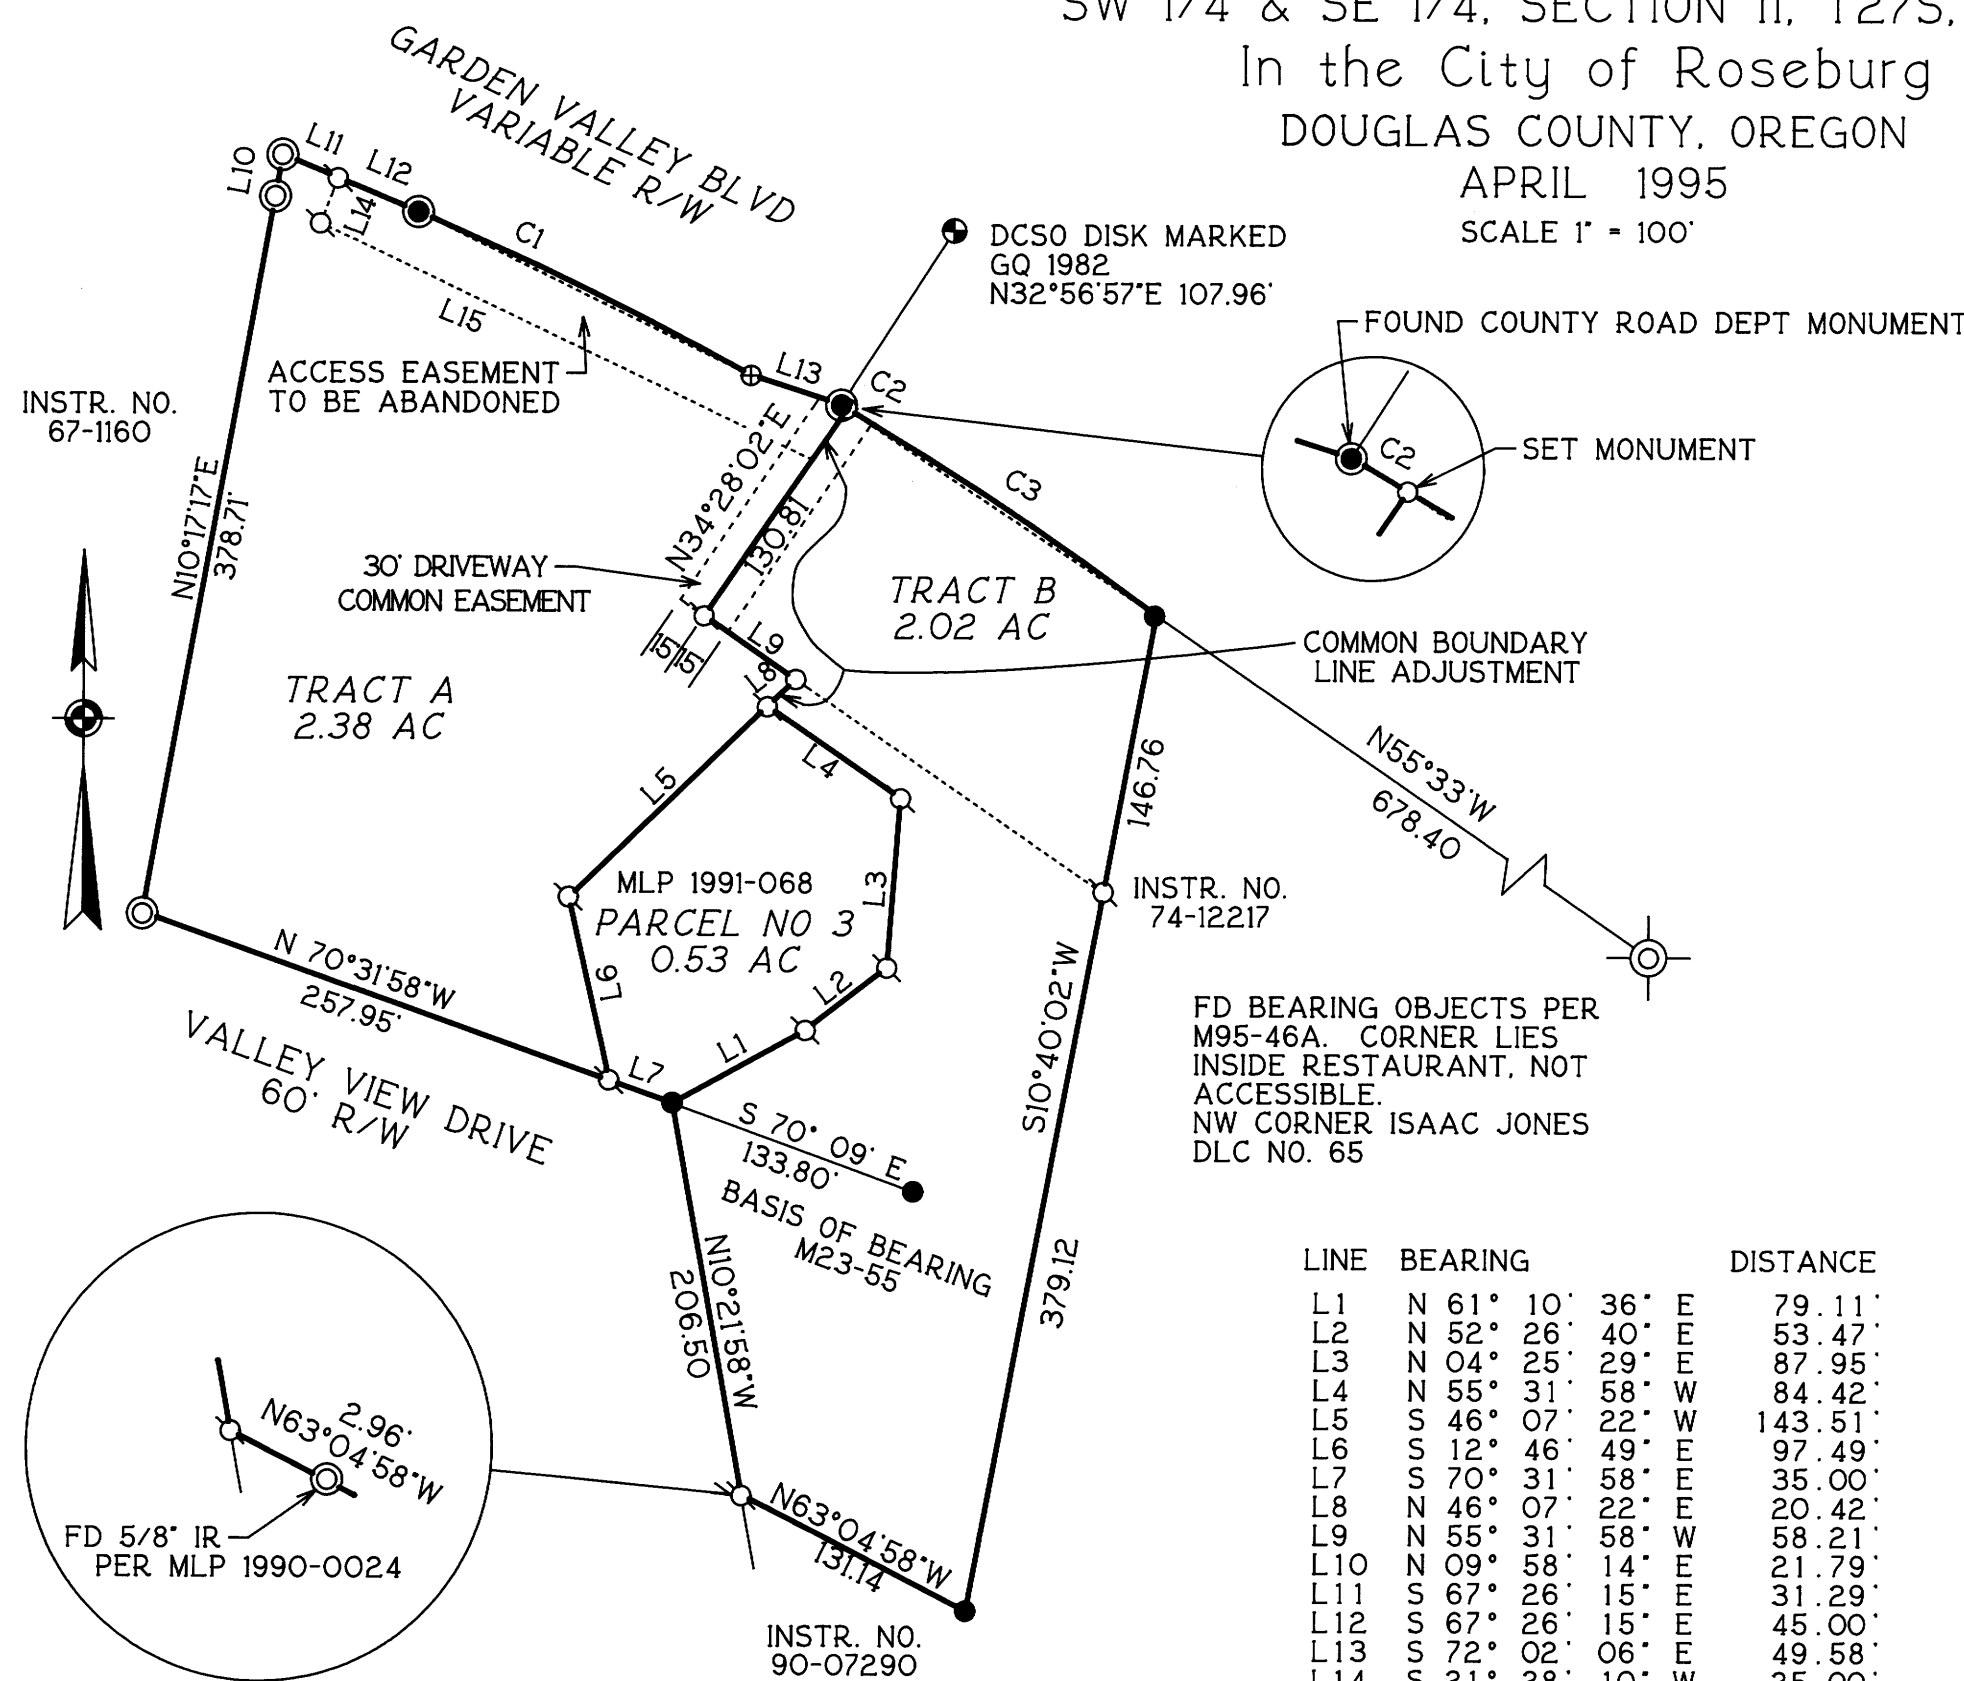 SW 1/4 & SE 1/4, SECTION 11, T27S,
In the City of Roseburg
DOUGLAS COUNTY, OREGON
APRIL 1995
SCALE 1" = 100'
GARDEN VALLEY BLVD
VARIABLE R/W
L10
L11
L12
L14
C1
L15
L13
C2
DCSO DISK MARKED
GQ 1982
N32°56'57"E 107.96'
FOUND COUNTY ROAD DEPT MONUMENT
C2
SET MONUMENT
ACCESS EASEMENT
TO BE ABANDONED
INSTR. NO.
67-1160
N10°17'17"E
378.71'
N34°28'02"E
130.81
C3
30' DRIVEWAY
COMMON EASEMENT
15'
15'
L9
L8
TRACT B
2.02 AC
COMMON BOUNDARY
LINE ADJUSTMENT
TRACT A
2.38 AC
L5
L4
146.76
N55°33'W
678.40
MLP 1991-068
PARCEL NO 3
0.53 AC
L3
L6
L2
L1
L7
INSTR. NO.
74-12217
N 70°31'58"W
257.95'
VALLEY VIEW DRIVE
60' R/W
S 70° 09' E
133.80'
BASIS OF BEARING
M23-55
S10°40'02"W
379.12
FD BEARING OBJECTS PER
M95-46A. CORNER LIES
INSIDE RESTAURANT, NOT
ACCESSIBLE.
NW CORNER ISAAC JONES
DLC NO. 65
N10°21'58"W
206.50
2.96'
N63°04'58"W
FD 5/8" IR
PER MLP 1990-0024
N63°04'58"W
131.14
INSTR. NO.
90-07290
LINE BEARING DISTANCE
L1 N 61° 10' 36" E 79.11'
L2 N 52° 26' 40" E 53.47'
L3 N 04° 25' 29" E 87.95'
L4 N 55° 31' 58" W 84.42'
L5 S 46° 07' 22" W 143.51'
L6 S 12° 46' 49" E 97.49'
L7 S 70° 31' 58" E 35.00'
L8 N 46° 07' 22" E 20.42'
L9 N 55° 31' 58" W 58.21'
L10 N 09° 58' 14" E 21.79'
L11 S 67° 26' 15" E 31.29'
L12 S 67° 26' 15" E 45.00'
L13 S 72° 02' 06" E 49.58'